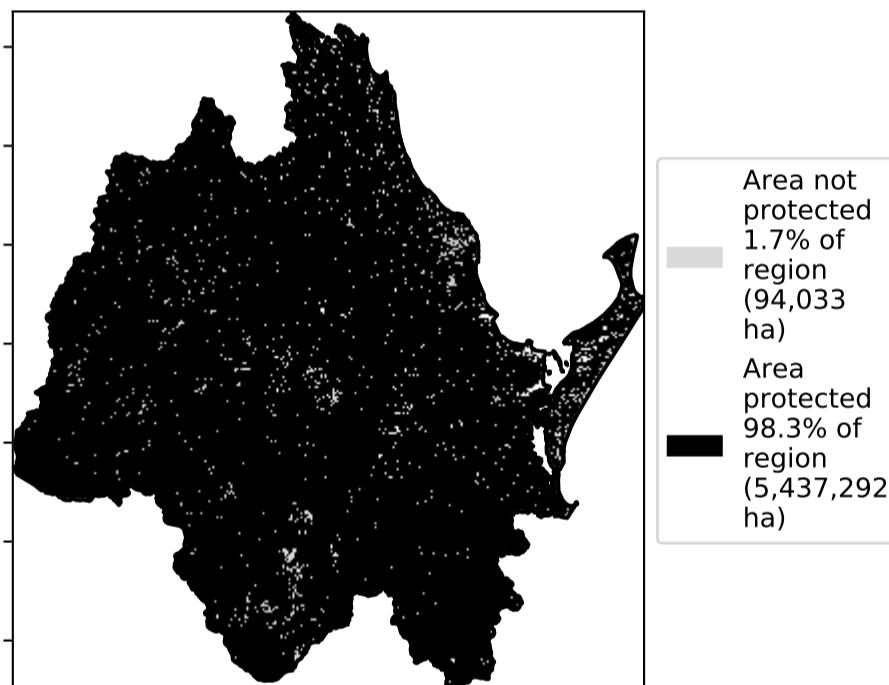 Area not
protected
1.7% of
region
(94,033
ha)
Area
protected
98.3% of
region
(5,437,292
ha)